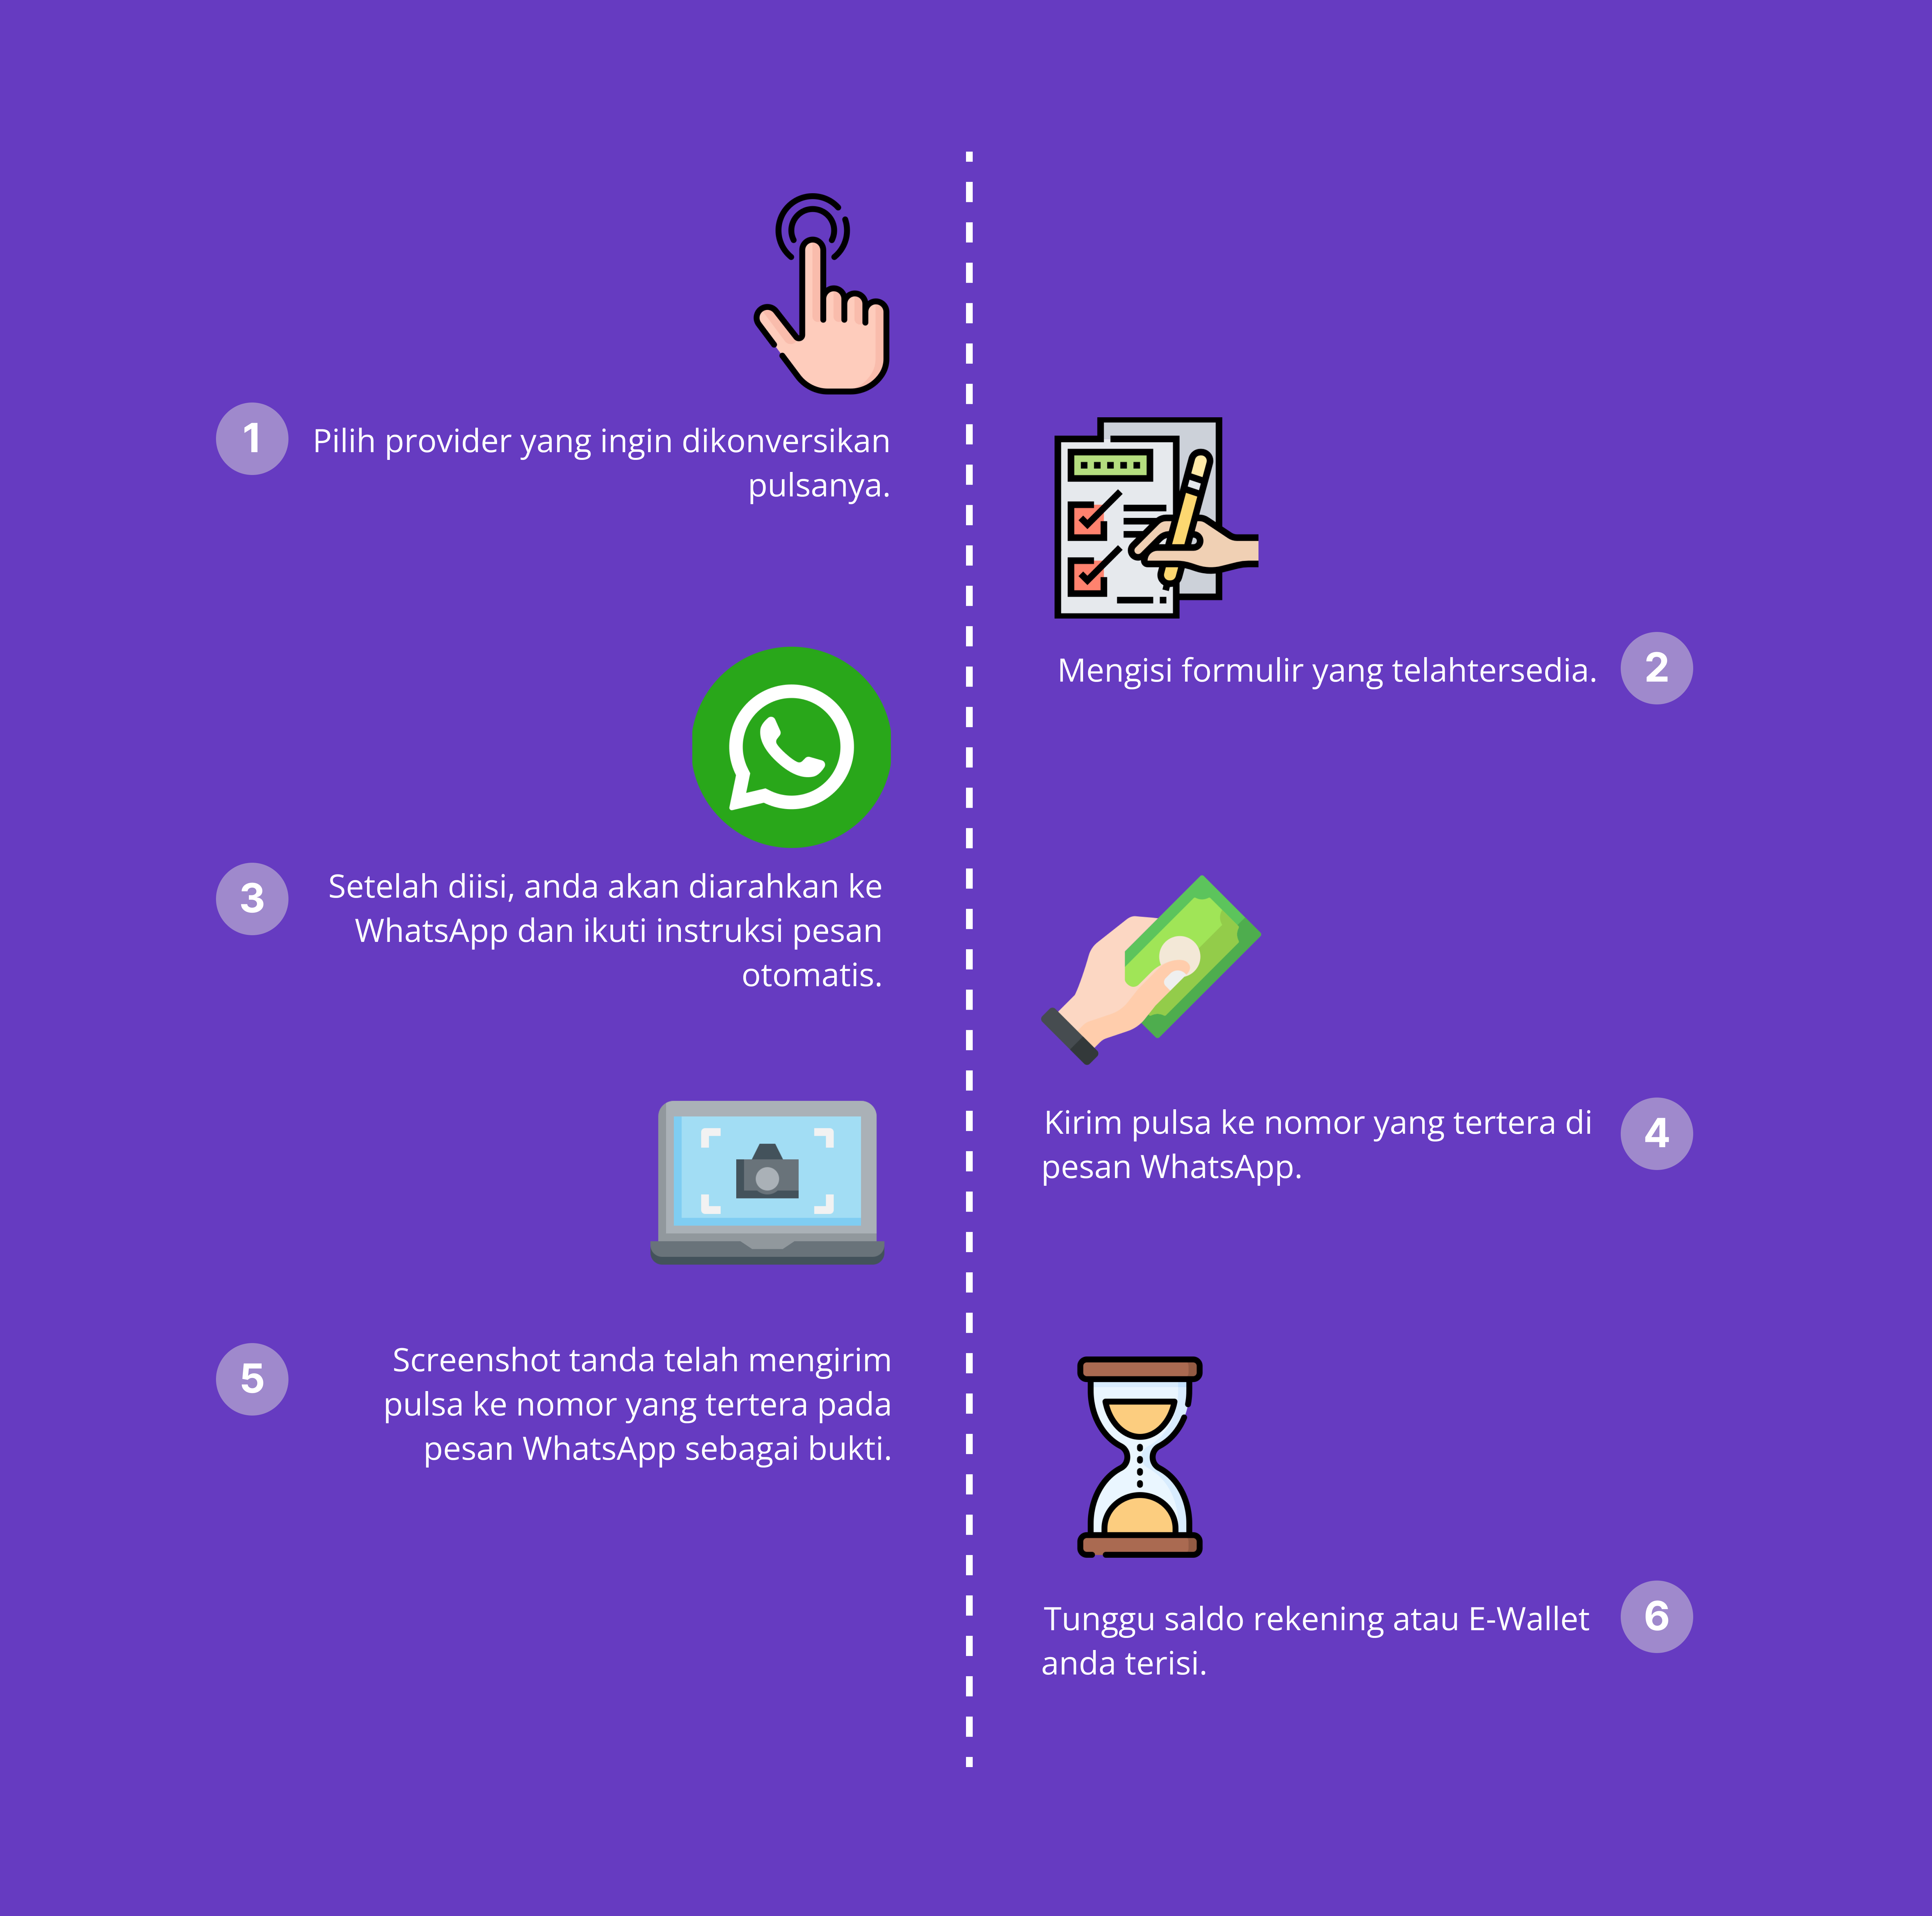 1
Pilih provider yang ingin dikonversikan
pulsanya.
2
Mengisi formulir yang telahtersedia.
3
Setelah diisi, anda akan diarahkan ke
WhatsApp dan ikuti instruksi pesan
otomatis.
4
Kirim pulsa ke nomor yang tertera di
pesan WhatsApp.
5
Screenshot tanda telah mengirim
pulsa ke nomor yang tertera pada
pesan WhatsApp sebagai bukti.
6
Tunggu saldo rekening atau E-Wallet
anda terisi.